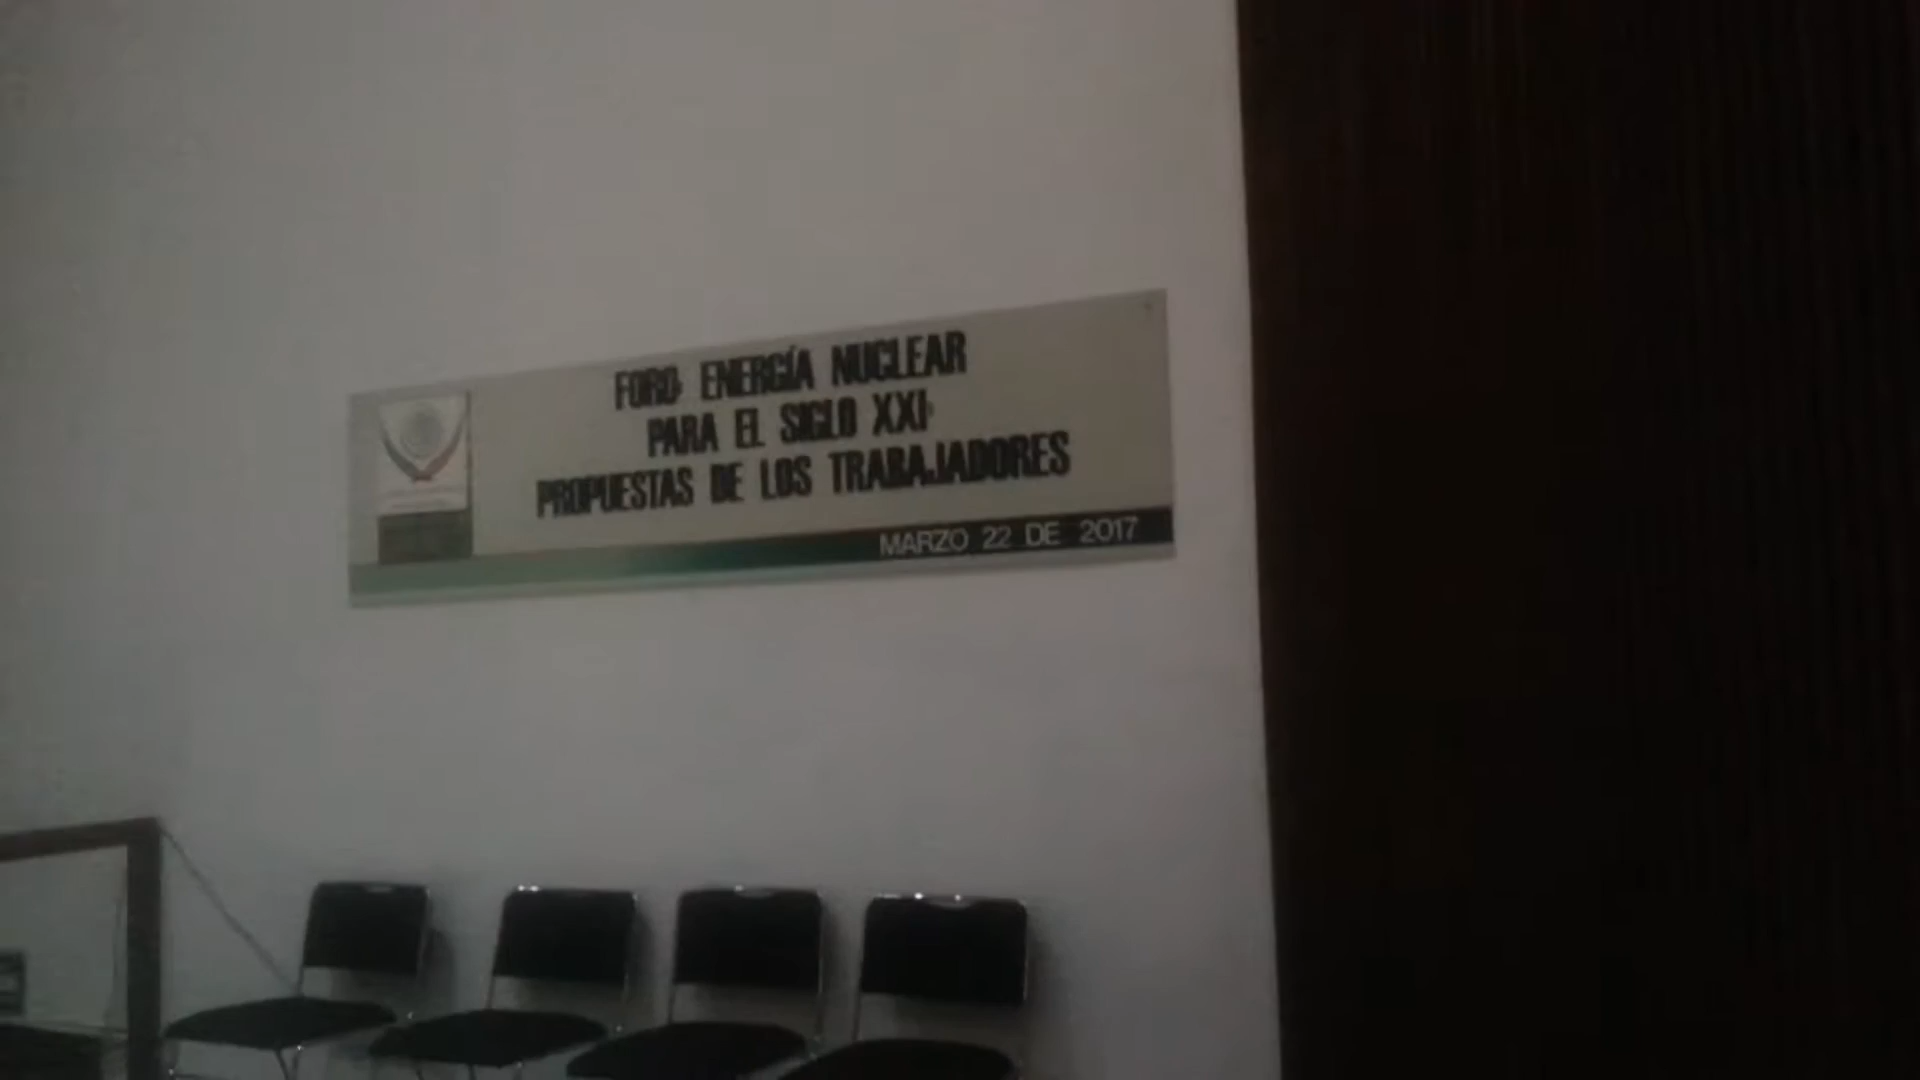 FORO: ENERGÍA NUCLEAR
PARA EL SIGLO XXI:
PROPUESTAS DE LOS TRABAJADORES
MARZO 22 DE 2017